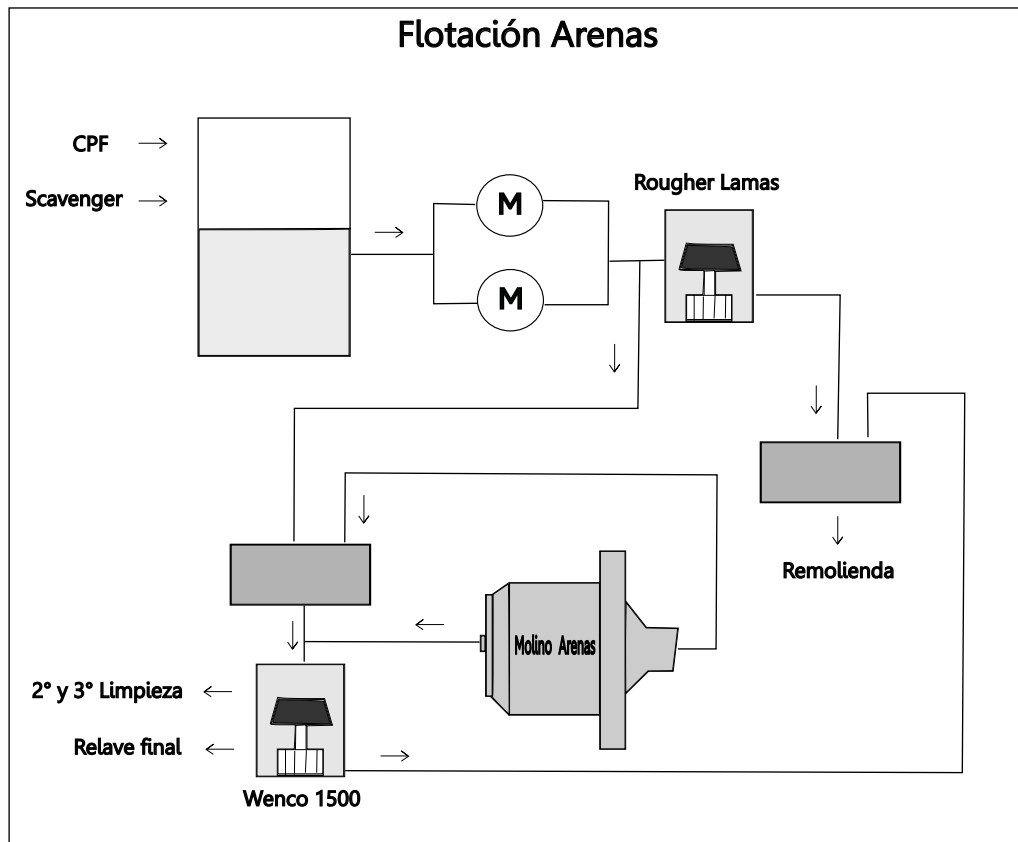 Flotación Arenas
CPF
Scavenger
M
M
Rougher Lamas
Remolienda
Molino Arenas
2° y 3° Limpieza
Relave final
Wenco 1500